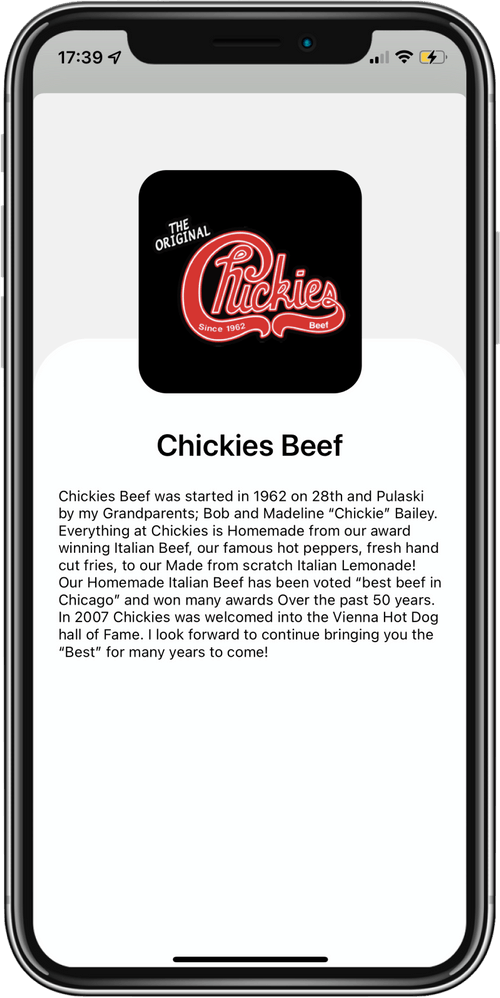 17:39
THE
ORIGINAL
Chickies
Since 1962
Beef
Chickies Beef
Chickies Beef was started in 1962 on 28th and Pulaski
by my Grandparents; Bob and Madeline “Chickie” Bailey.
Everything at Chickies is Homemade from our award
winning Italian Beef, our famous hot peppers, fresh hand
cut fries, to our Made from scratch Italian Lemonade!
Our Homemade Italian Beef has been voted “best beef in
Chicago” and won many awards Over the past 50 years.
In 2007 Chickies was welcomed into the Vienna Hot Dog
hall of Fame. I look forward to continue bringing you the
“Best” for many years to come!